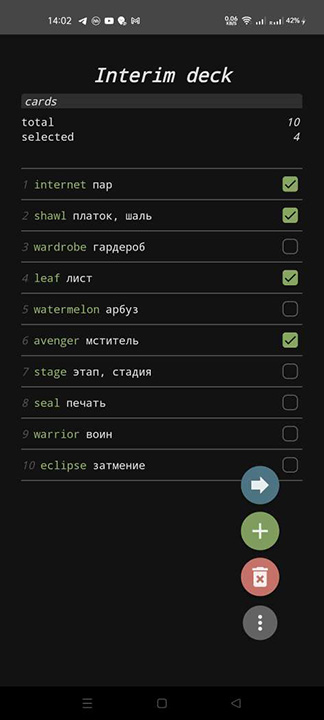 14:02
0.06 KB/S
42%
Interim deck
cards
total 10
selected 4
1 internet пар
2 shawl платок, шаль
3 wardrobe гардероб
4 leaf лист
5 watermelon арбуз
6 avenger мститель
7 stage этап, стадия
8 seal печать
9 warrior воин
10 eclipse затмение